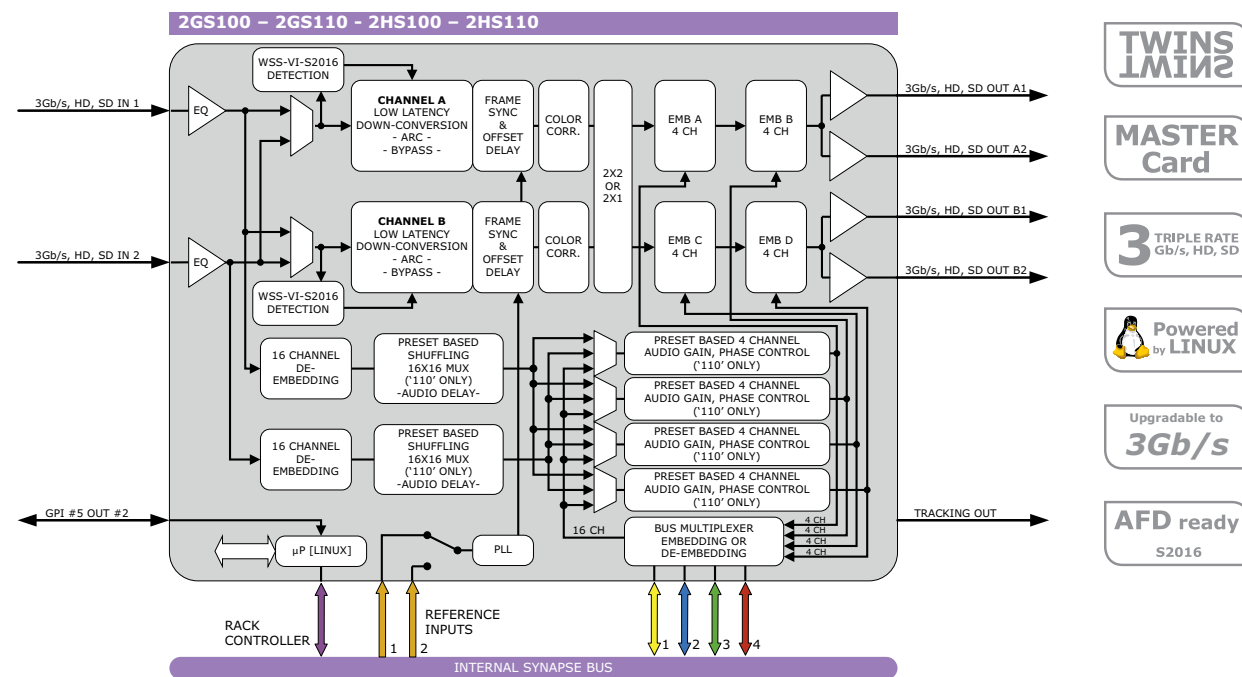 2GS100 – 2GS110 - 2HS100 – 2HS110
3Gb/s, HD, SD IN 1
EQ
WSS-VI-S2016
DETECTION
CHANNEL A
LOW LATENCY
DOWN-CONVERSION
- ARC -
- BYPASS -
FRAME
SYNC
&
OFFSET
DELAY
COLOR
CORR.
2X2
OR
2X1
EMB A
4 CH
EMB B
4 CH
3Gb/s, HD, SD OUT A1
3Gb/s, HD, SD OUT A2
3Gb/s, HD, SD IN 2
EQ
CHANNEL B
LOW LATENCY
DOWN-CONVERSION
- ARC -
- BYPASS -
WSS-VI-S2016
DETECTION
FRAME
SYNC
&
OFFSET
DELAY
COLOR
CORR.
EMB C
4 CH
EMB D
4 CH
3Gb/s, HD, SD OUT B1
3Gb/s, HD, SD OUT B2
16 CHANNEL
DE-
EMBEDDING
PRESET BASED
SHUFFLING
16X16 MUX
('110' ONLY)
-AUDIO DELAY-
16 CHANNEL
DE-
EMBEDDING
PRESET BASED
SHUFFLING
16X16 MUX
('110' ONLY)
-AUDIO DELAY-
PRESET BASED 4 CHANNEL
AUDIO GAIN, PHASE CONTROL
('110' ONLY)
PRESET BASED 4 CHANNEL
AUDIO GAIN, PHASE CONTROL
('110' ONLY)
PRESET BASED 4 CHANNEL
AUDIO GAIN, PHASE CONTROL
('110' ONLY)
PRESET BASED 4 CHANNEL
AUDIO GAIN, PHASE CONTROL
('110' ONLY)
GPI #5 OUT #2
µP [LINUX]
PLL
16 CH
BUS MULTIPLEXER
EMBEDDING OR
DE-EMBEDDING
4 CH
4 CH
4 CH
4 CH
TRACKING OUT
RACK
CONTROLLER
1
2
REFERENCE
INPUTS
1
2
3
4
INTERNAL SYNAPSE BUS
TWINS
TWINS
MASTER
Card
3 TRIPLE RATE
Gb/s, HD, SD
Powered
by LINUX
Upgradable to
3Gb/s
AFD ready
S2016